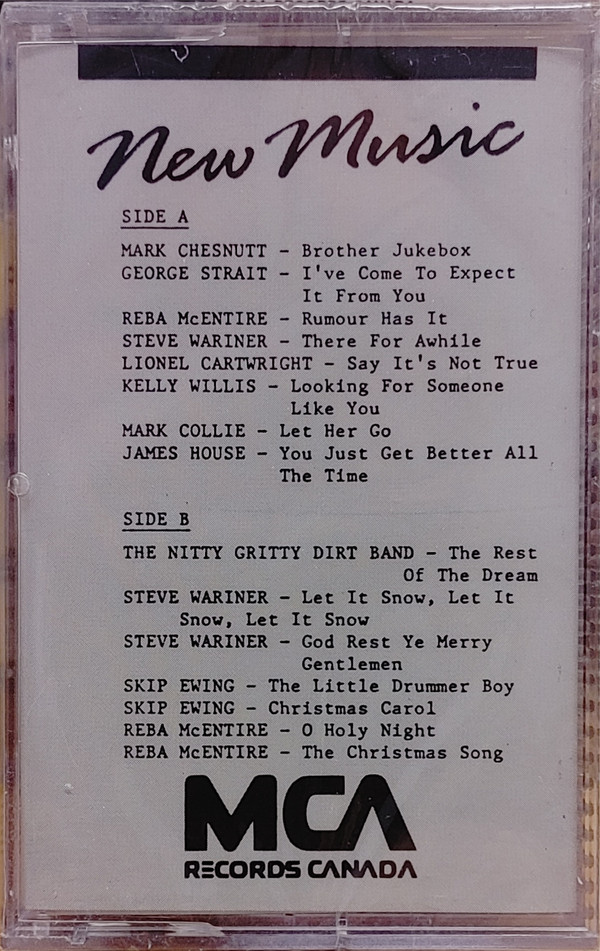 New Music
SIDE A
MARK CHESNUTT - Brother Jukebox
GEORGE STRAIT - I've Come To Expect
It From You
REBA McENTIRE - Rumour Has It
STEVE WARINER - There For Awhile
LIONEL CARTWRIGHT - Say It's Not True
KELLY WILLIS - Looking For Someone
Like You
MARK COLLIE - Let Her Go
JAMES HOUSE - You Just Get Better All
The Time
SIDE B
THE NITTY GRITTY DIRT BAND - The Rest
Of The Dream
STEVE WARINER - Let It Snow, Let It
Snow, Let It Snow
STEVE WARINER - God Rest Ye Merry
Gentlemen
SKIP EWING - The Little Drummer Boy
SKIP EWING - Christmas Carol
REBA McENTIRE - O Holy Night
REBA McENTIRE - The Christmas Song
MCA
RECORDS CANADA